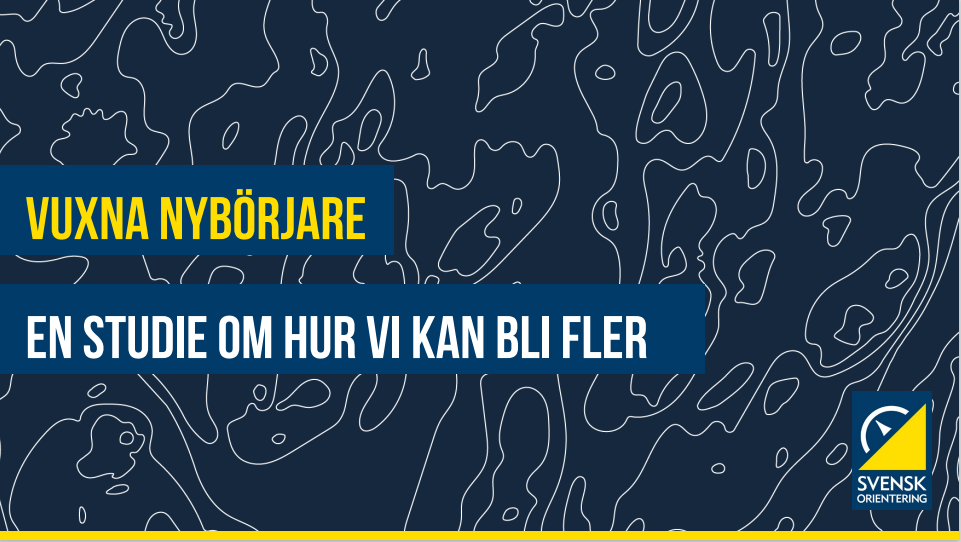 VUXNA NYBÖRJARE
EN STUDIE OM HUR VI KAN BLI FLER
SVENSK
ORIENTERING